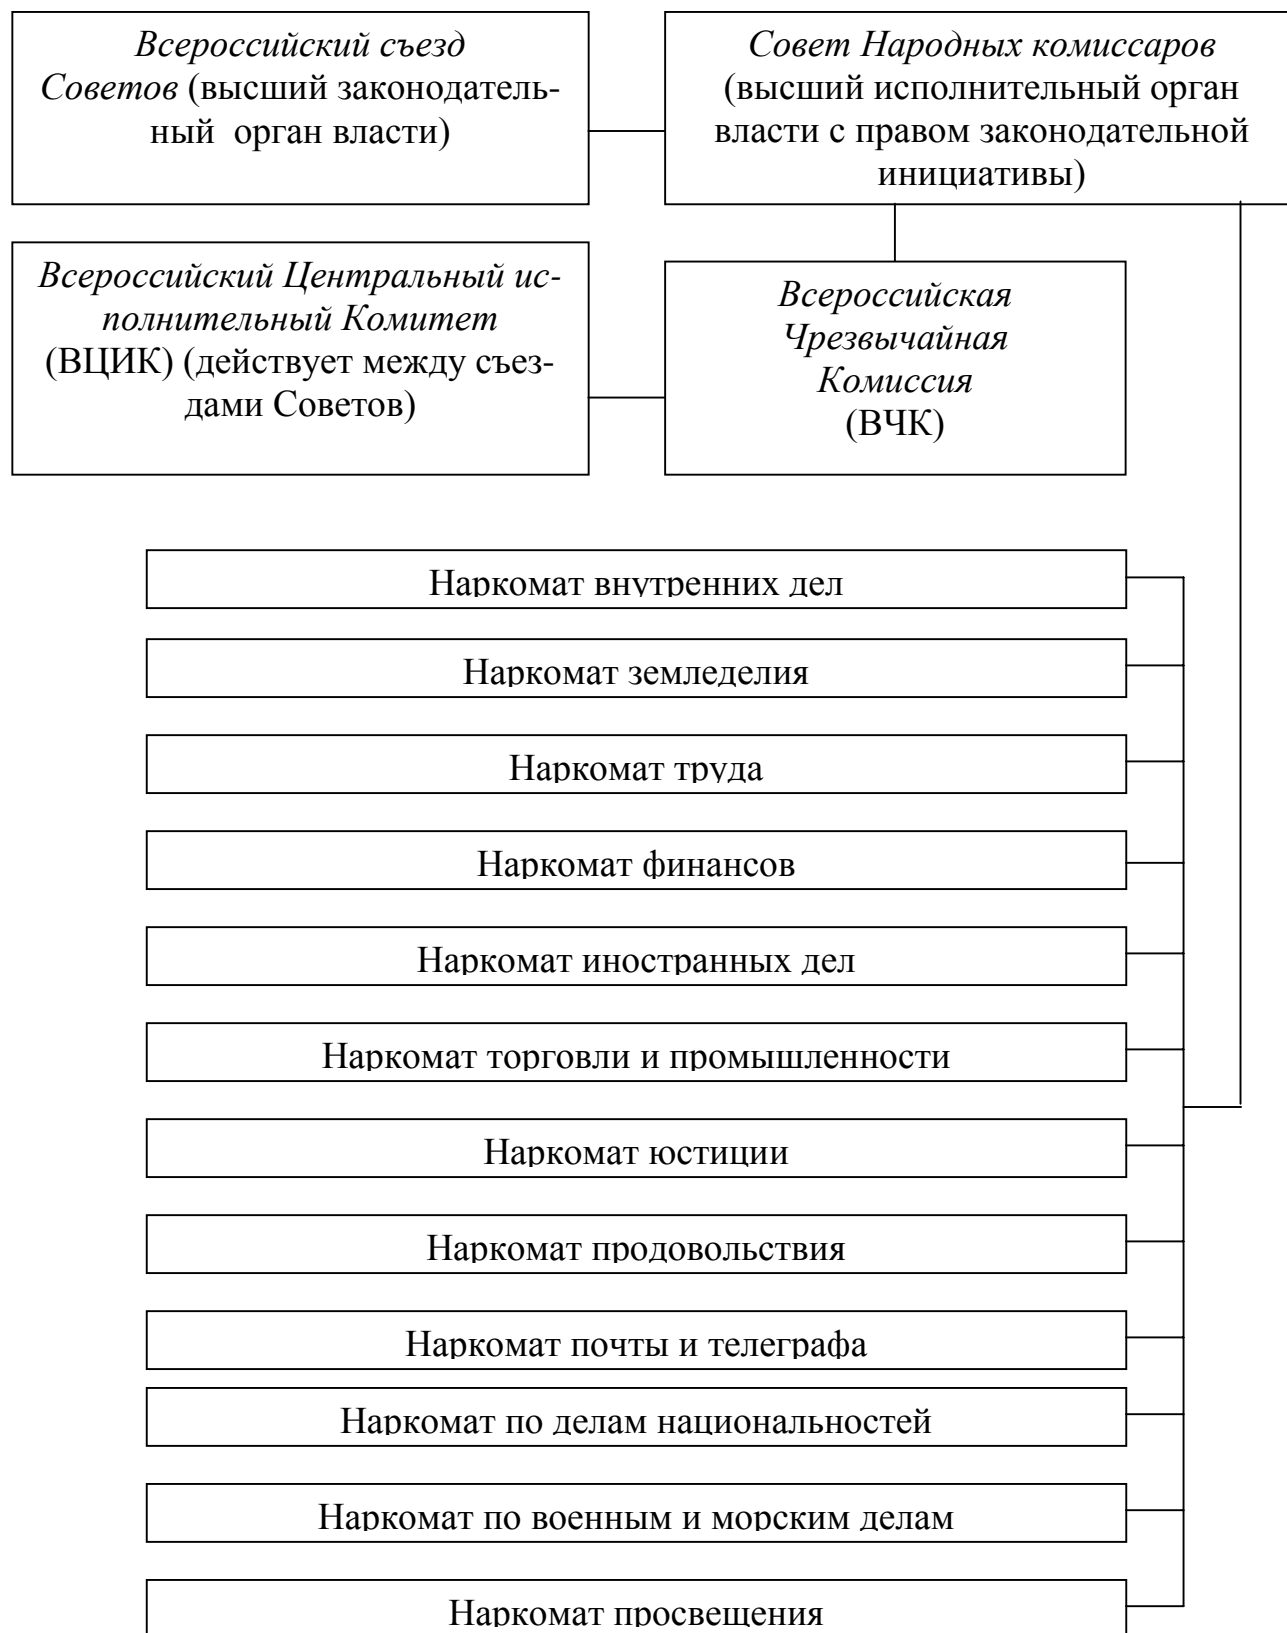 Всероссийский съезд
Советов (высший законодатель-
ный орган власти)
Совет Народных комиссаров
(высший исполнительный орган
власти с правом законодательной
инициативы)
Всероссийский Центральный ис-
полнительный Комитет
(ВЦИК) (действует между съез-
дами Советов)
Всероссийская
Чрезвычайная
Комиссия
(ВЧК)
Наркомат внутренних дел
Наркомат земледелия
Наркомат труда
Наркомат финансов
Наркомат иностранных дел
Наркомат торговли и промышленности
Наркомат юстиции
Наркомат продовольствия
Наркомат почты и телеграфа
Наркомат по делам национальностей
Наркомат по военным и морским делам
Наркомат просвещения